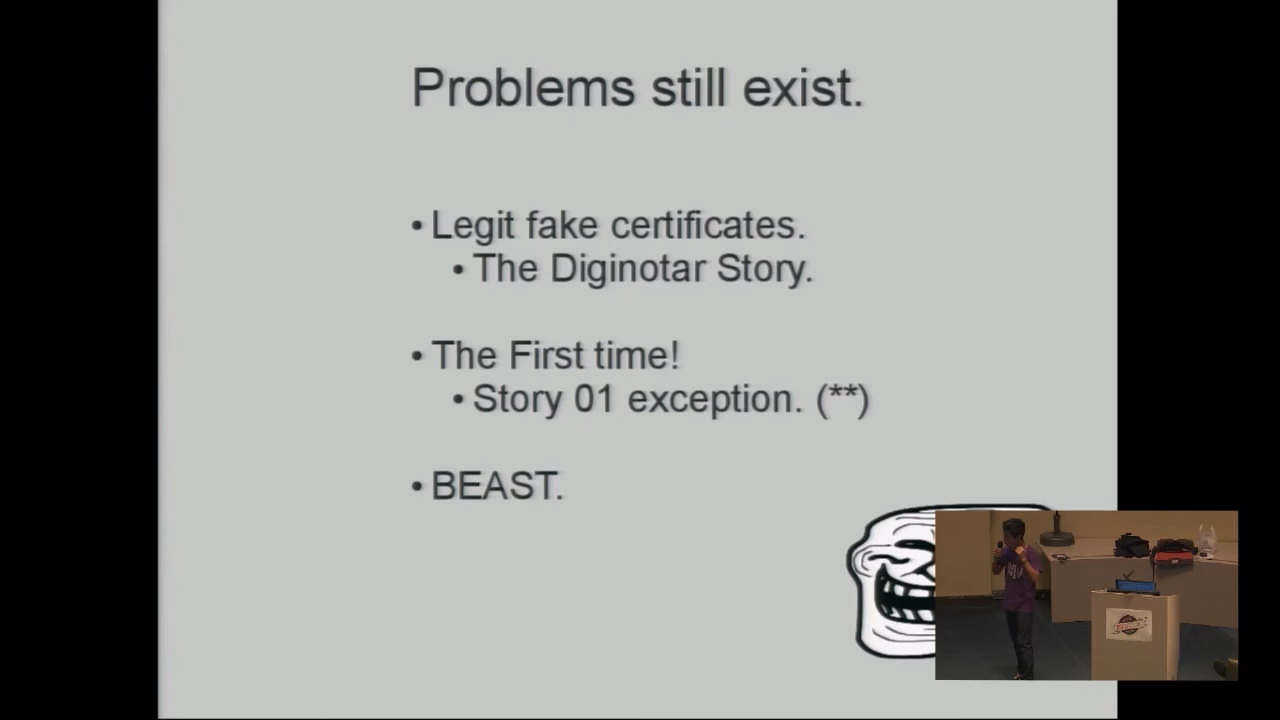 Problems still exist.
• Legit fake certificates.
• The Diginotar Story.
• The First time!
• Story 01 exception. (**)
• BEAST.